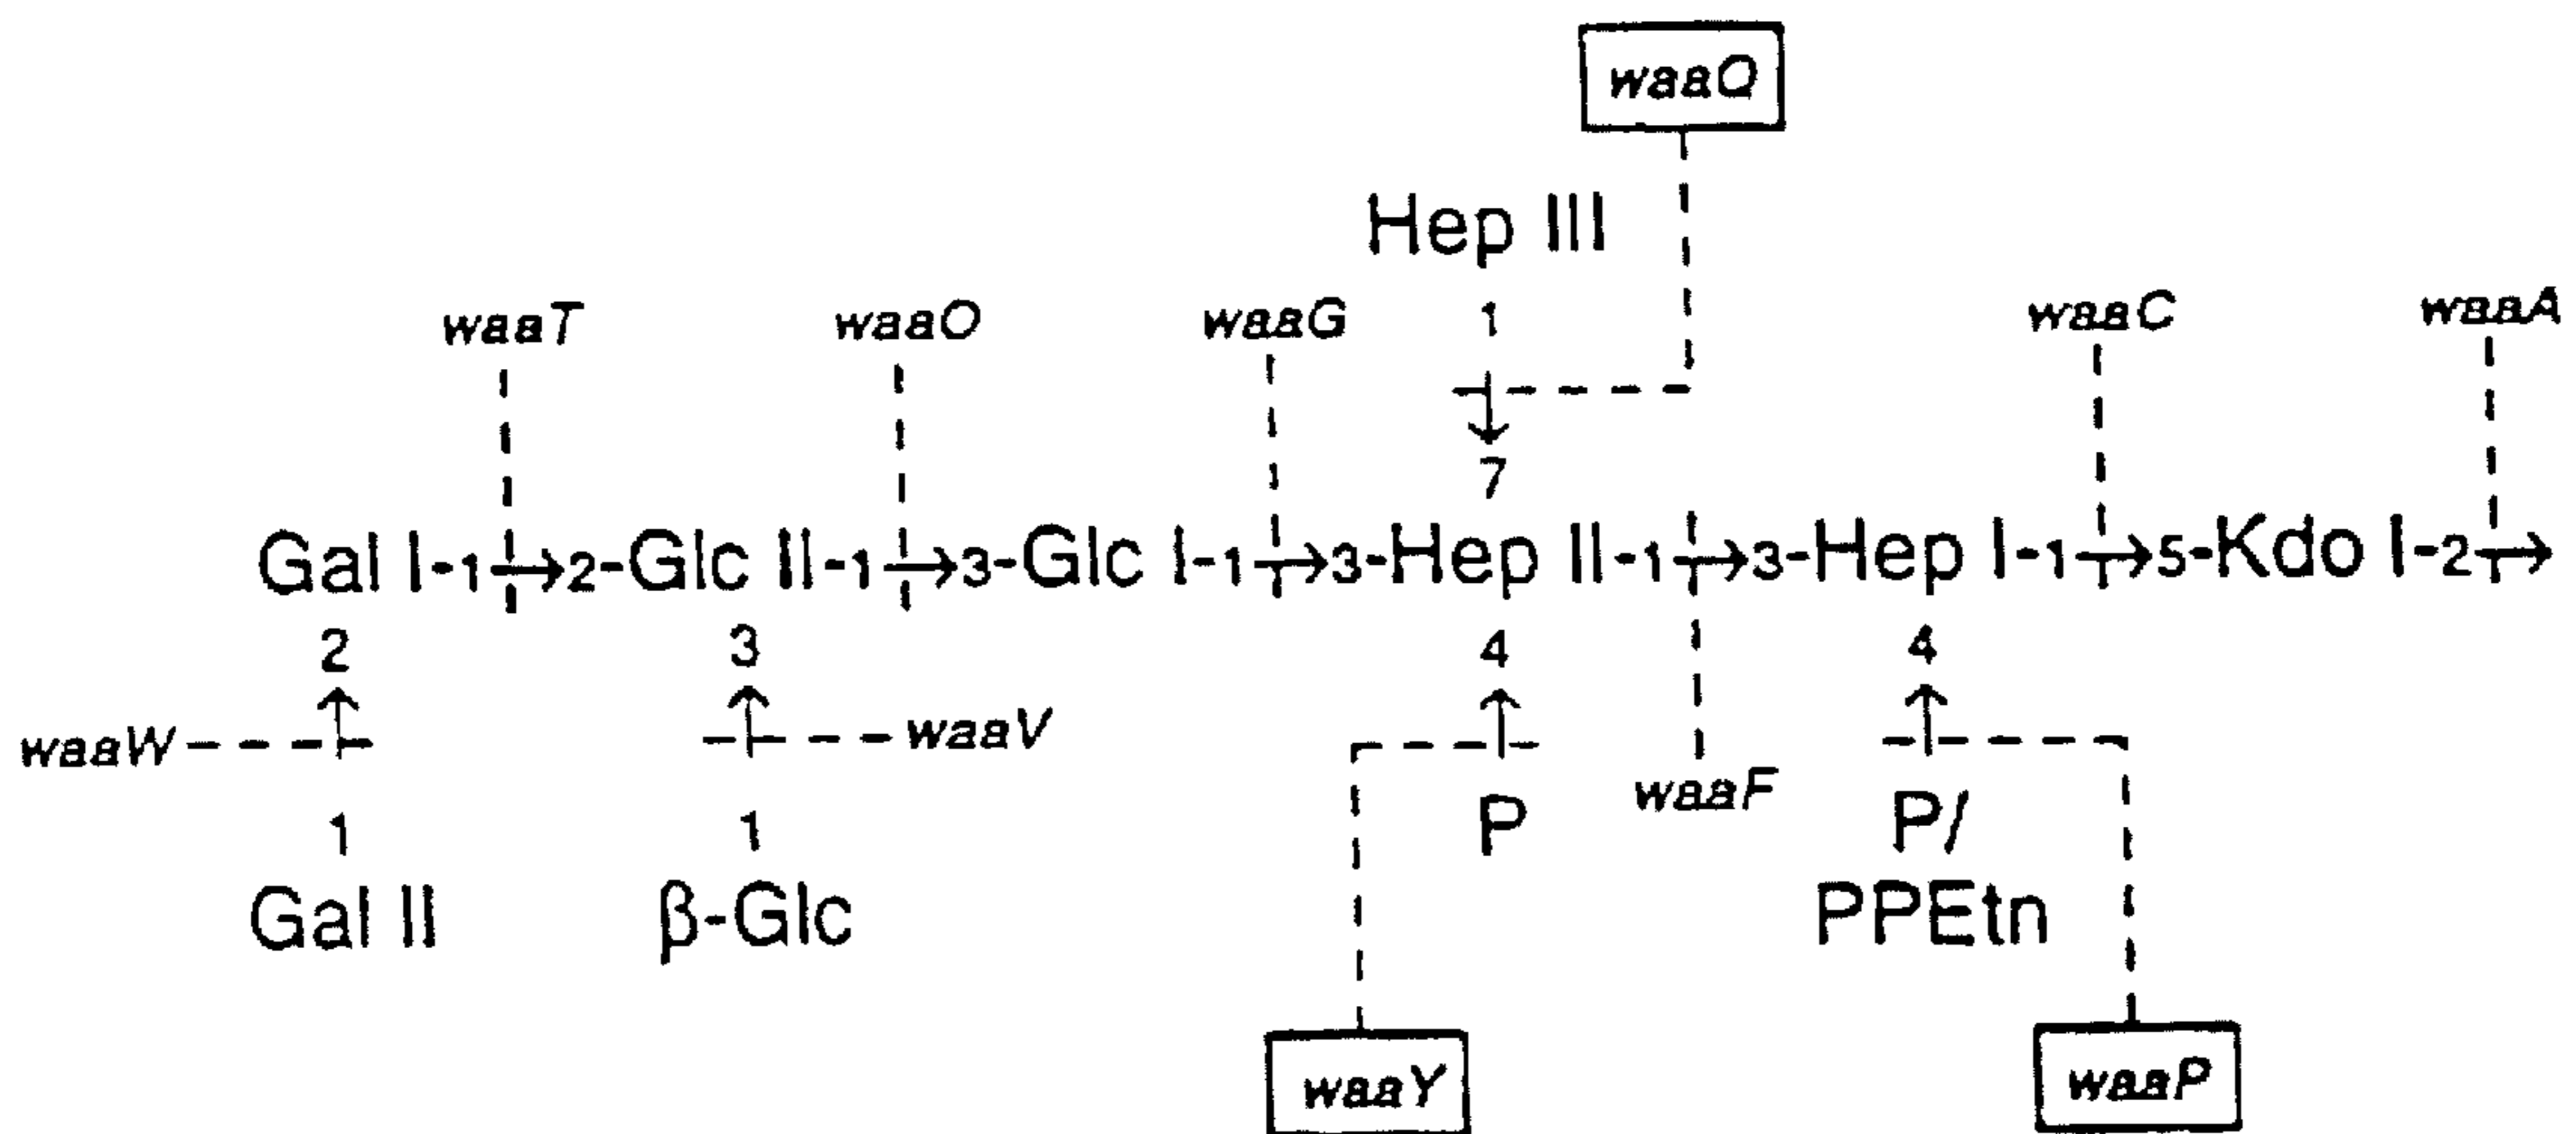 waaQ
Hep III
waaT waaO waaG 1 waaC waaA
7
Gal I-1→2-Glc II-1→3-Glc I-1→3-Hep II-1→3-Hep I-1→5-Kdo I-2→
2 3 4 4
waaW waaV
1 1 P waaF P/
Gal II β-Glc PPEtn
waaY waaP